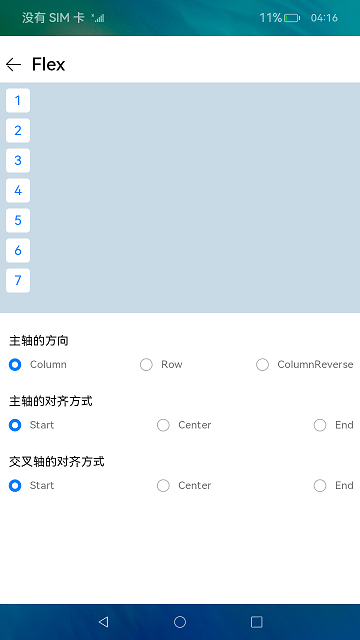 没有 SIM 卡 11% 04:16
Flex
1
2
3
4
5
6
7
主轴的方向
Column Row ColumnReverse
主轴的对齐方式
Start Center End
交叉轴的对齐方式
Start Center End